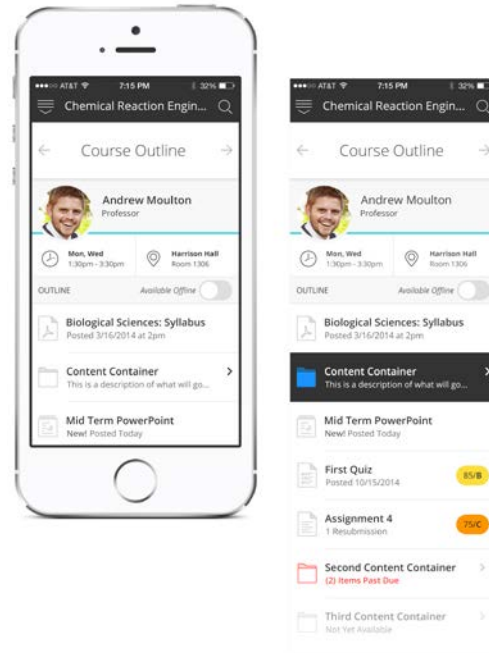 AT&T 7:15 PM 32%
Chemical Reaction Engin...
Course Outline
Andrew Moulton
Professor
Mon, Wed
1:30pm - 3:30pm
Harrison Hall
Room 1306
OUTLINE Available Offline
Biological Sciences: Syllabus
Posted 3/16/2014 at 2pm
Content Container
This is a description of what will go...
Mid Term PowerPoint
New! Posted Today
AT&T 7:15 PM 32%
Chemical Reaction Engin...
Course Outline
Andrew Moulton
Professor
Mon, Wed
1:30pm - 3:30pm
Harrison Hall
Room 1306
OUTLINE Available Offline
Biological Sciences: Syllabus
Posted 3/16/2014 at 2pm
Content Container
This is a description of what will go...
Mid Term PowerPoint
New! Posted Today
First Quiz
Posted 10/15/2014
85/B
Assignment 4
1 Resubmission
75/C
Second Content Container
(2) Items Past Due
Third Content Container
Not Yet Available